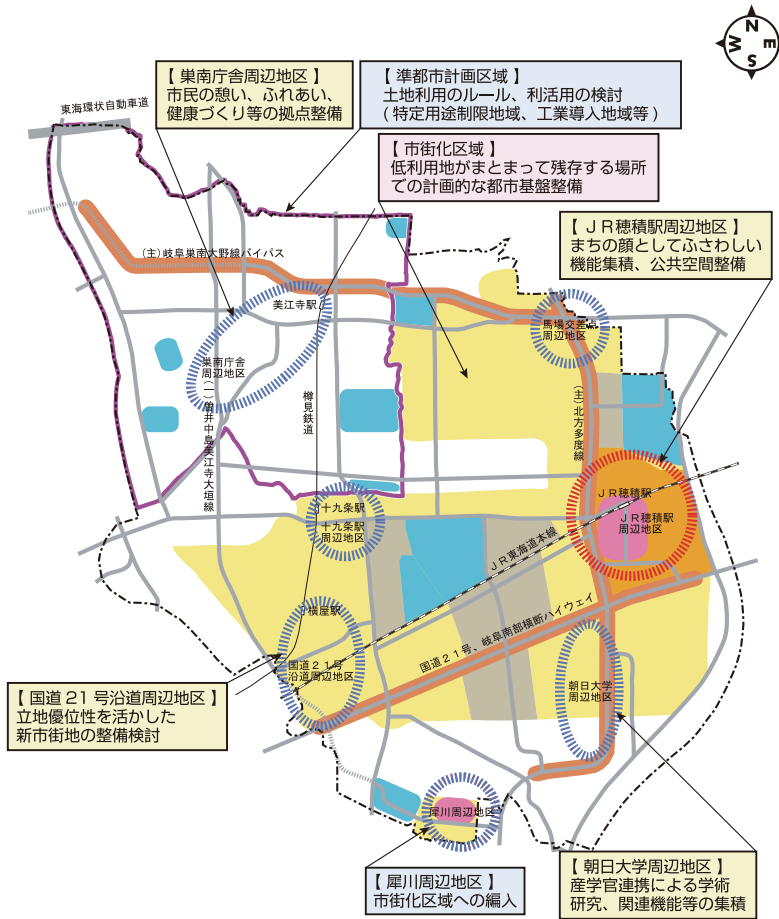 N
E
S
W
【 巣南庁舎周辺地区 】
市民の憩い、ふれあい、
健康づくり等の拠点整備
【 準都市計画区域 】
土地利用のルール、利活用の検討
( 特定用途制限地域、工業導入地域等 )
【 市街化区域 】
低利用地がまとまって残存する場所
での計画的な都市基盤整備
【 ＪＲ穂積駅周辺地区 】
まちの顔としてふさわしい
機能集積、公共空間整備
東海環状自動車道
(主)岐阜巣南大野線バイパス
美江寺駅
馬場交差点
周辺地区
巣南庁舎
周辺地区
樽見鉄道
(主)北方多度線
井中島美江寺大垣線
ＪＲ穂積駅
ＪＲ穂積駅
周辺地区
十九条駅
十九条駅
周辺地区
ＪＲ東海道本線
横屋駅
国道２１号、岐阜南部横断ハイウェイ
国道２１号
沿道周辺地区
朝日大学
周辺地区
【 国道 21 号沿道周辺地区 】
立地優位性を活かした
新市街地の整備検討
犀川周辺地区
【 犀川周辺地区 】
市街化区域への編入
【 朝日大学周辺地区 】
産学官連携による学術
研究、関連機能等の集積